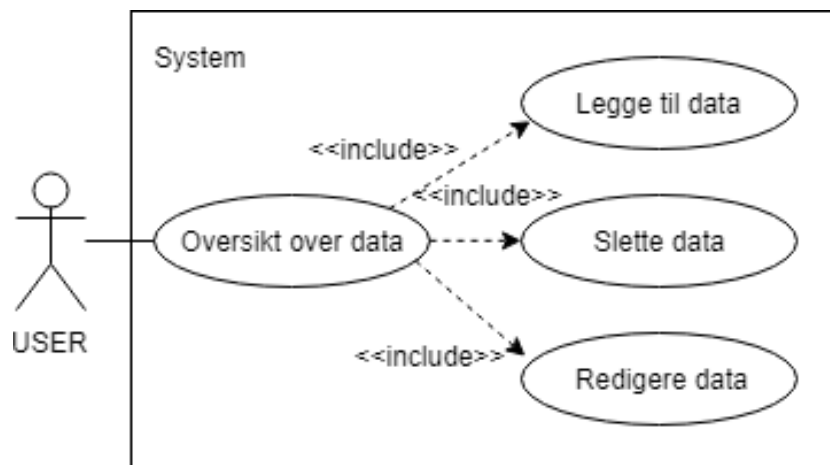 System
Legge til data
<<include>>
<<include>>
Oversikt over data
Slette data
USER
<<include>>
Redigere data